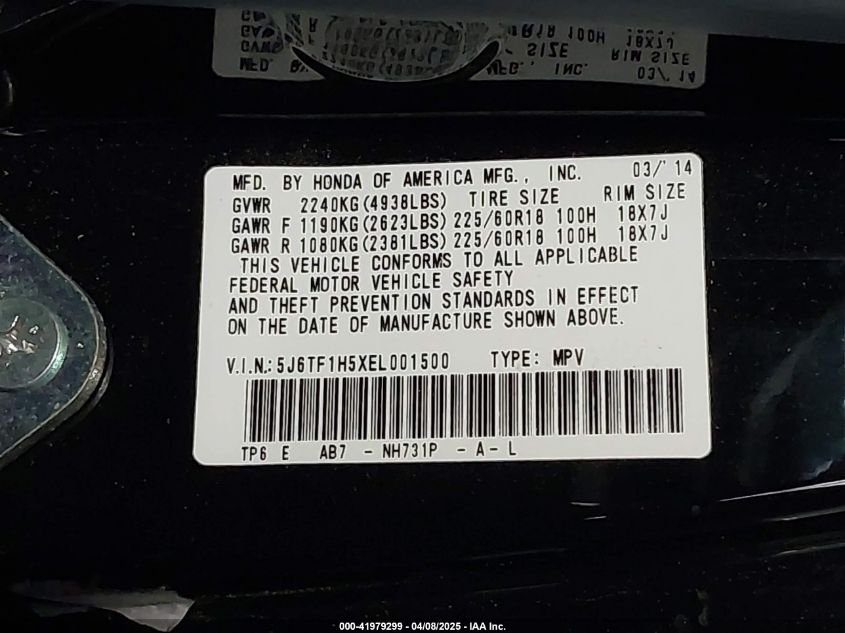 MFD. BY HONDA OF AMERICA MFG., INC. 03/'14
GVWR 2240KG(4938LBS) TIRE SIZE RIM SIZE
GAWR F 1190KG(2623LBS) 225/60R18 100H 18X7J
GAWR R 1080KG(2381LBS) 225/60R18 100H 18X7J
THIS VEHICLE CONFORMS TO ALL APPLICABLE
FEDERAL MOTOR VEHICLE SAFETY
AND THEFT PREVENTION STANDARDS IN EFFECT
ON THE DATE OF MANUFACTURE SHOWN ABOVE.
V.I.N.: 5J6TF1H5XEL001500 TYPE: MPV
TP6 E AB7 - NH731P - A - L
000-41979299 - 04/08/2025 - IAA Inc.